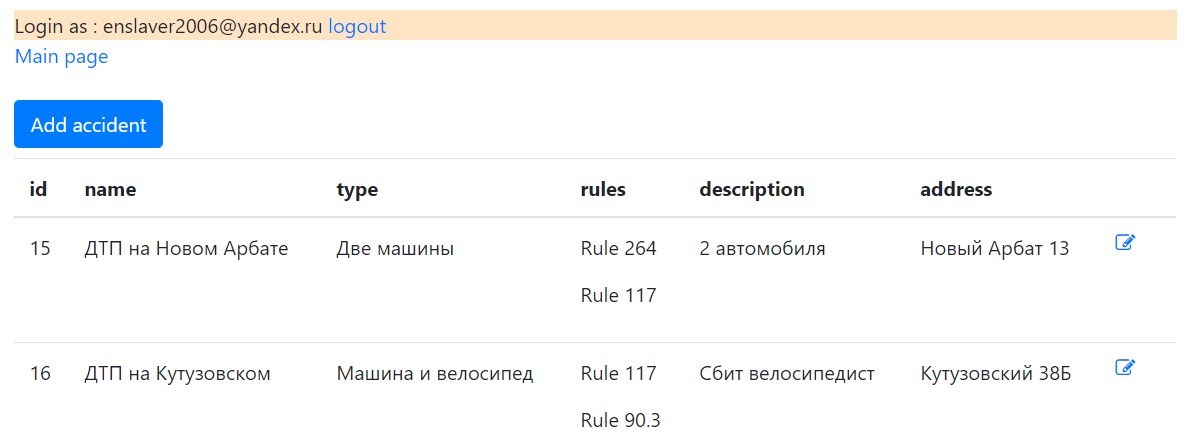 Login as : enslaver2006@yandex.ru logout
Main page
Add accident
id name type rules description address
15 ДТП на Новом Арбате Две машины Rule 264 2 автомобиля Новый Арбат 13
Rule 117
16 ДТП на Кутузовском Машина и велосипед Rule 117 Сбит велосипедист Кутузовский 38Б
Rule 90.3